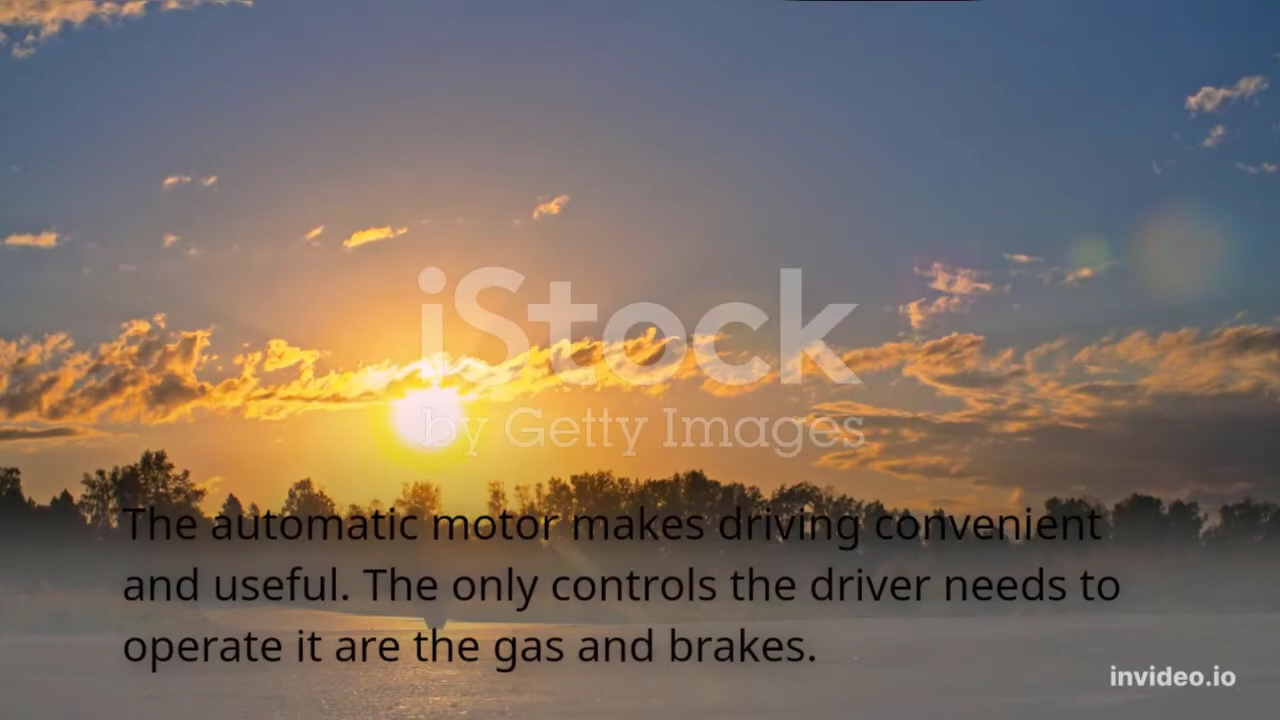 iStock
by Getty Images
The automatic motor makes driving convenient
and useful. The only controls the driver needs to
operate it are the gas and brakes.
invideo.io